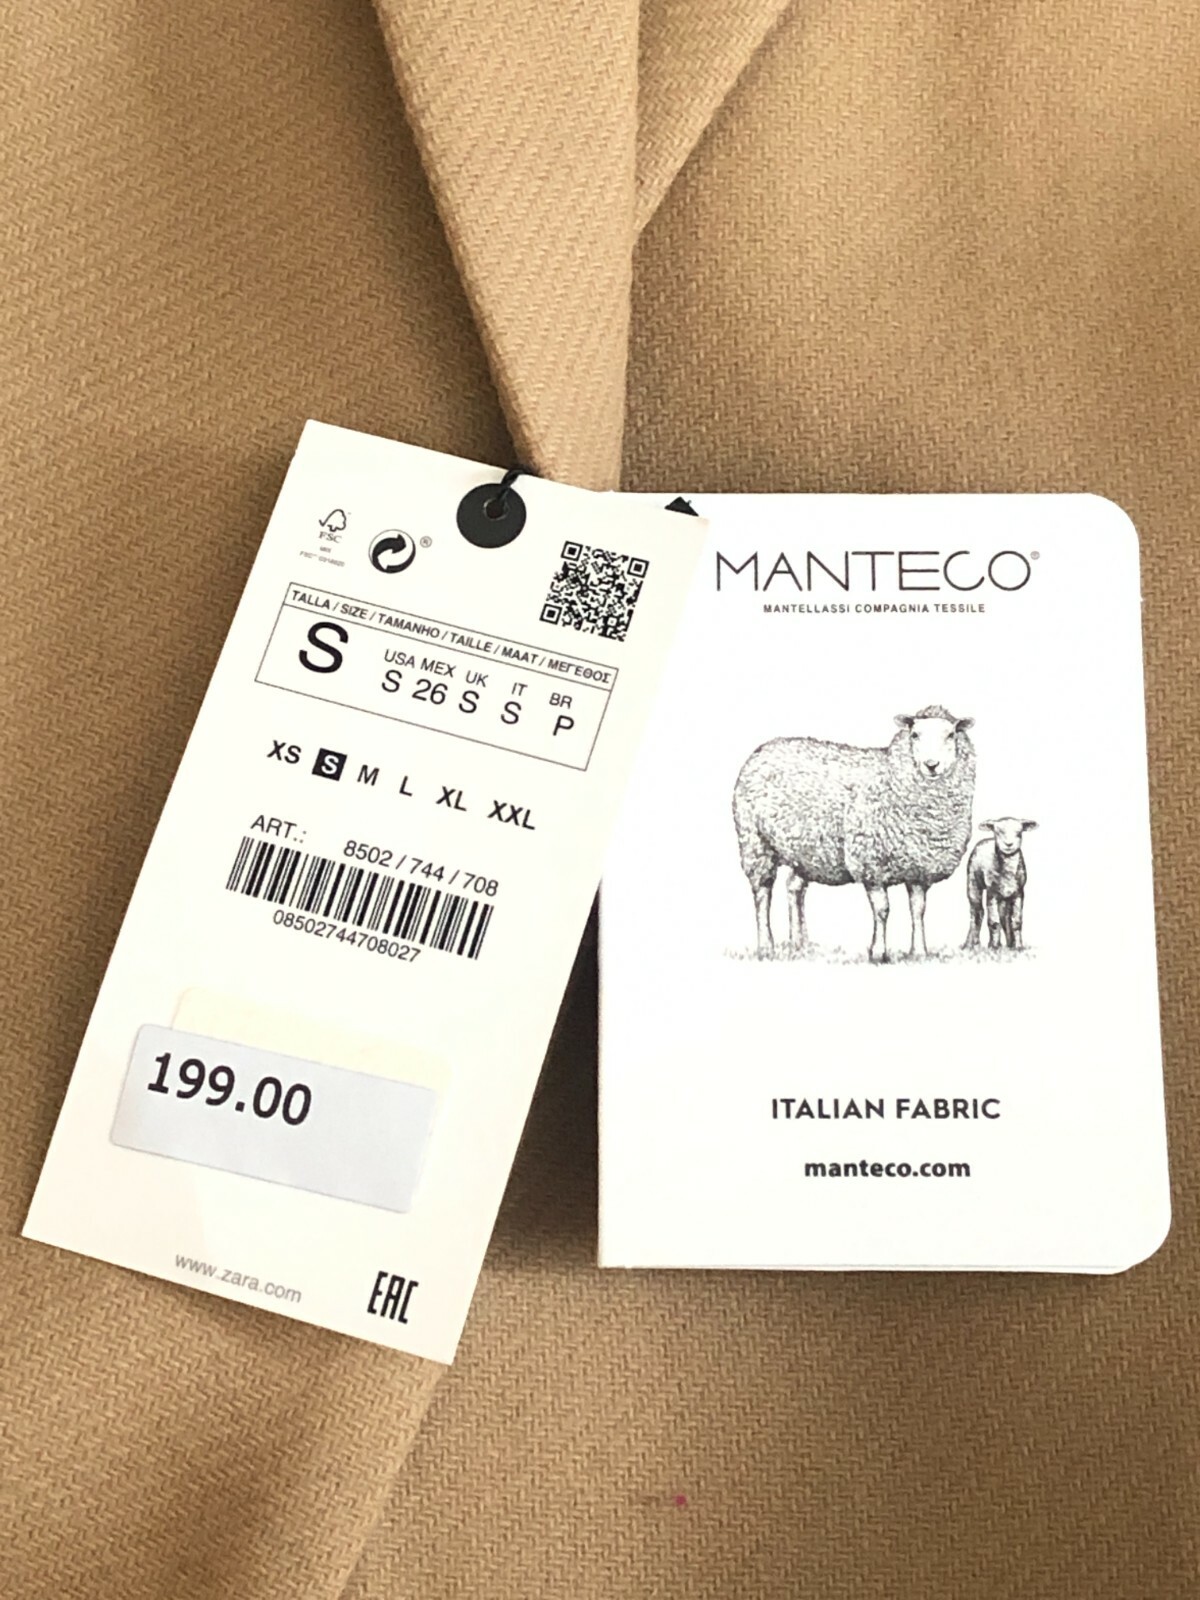 FSC
MIX
®
TALLA / SIZE / TAMANHO / TAILLE / MAAT / ΜΕΓΕΘΟΣ
S
USA MEX UK IT BR
S 26 S S P
XS S M L XL XXL
ART.: 8502 / 744 / 708
08502744708027
199.00
www.zara.com
EAC
MANTECO®
MANTELLASSI COMPAGNIA TESSILE
ITALIAN FABRIC
manteco.com